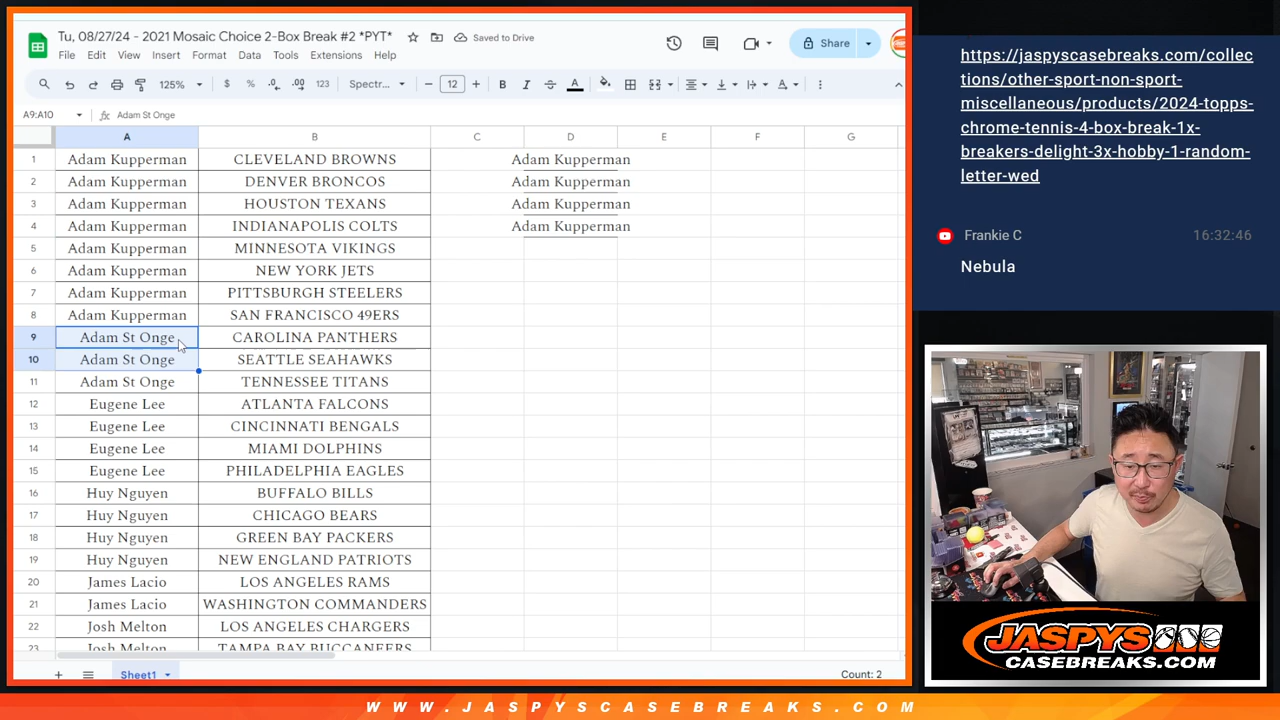 Tu, 08/27/24 - 2021 Mosaic Choice 2-Box Break #2 *PYT*
Saved to Drive
File Edit View Insert Format Data Tools Extensions Help
Share
125% $ % .0 .00 123 Spectr... 12 B I A
A9:A10 fx Adam St Onge
A B C D E F G
1 Adam Kupperman CLEVELAND BROWNS Adam Kupperman
2 Adam Kupperman DENVER BRONCOS Adam Kupperman
3 Adam Kupperman HOUSTON TEXANS Adam Kupperman
4 Adam Kupperman INDIANAPOLIS COLTS Adam Kupperman
5 Adam Kupperman MINNESOTA VIKINGS
6 Adam Kupperman NEW YORK JETS
7 Adam Kupperman PITTSBURGH STEELERS
8 Adam Kupperman SAN FRANCISCO 49ERS
9 Adam St Onge CAROLINA PANTHERS
10 Adam St Onge SEATTLE SEAHAWKS
11 Adam St Onge TENNESSEE TITANS
12 Eugene Lee ATLANTA FALCONS
13 Eugene Lee CINCINNATI BENGALS
14 Eugene Lee MIAMI DOLPHINS
15 Eugene Lee PHILADELPHIA EAGLES
16 Huy Nguyen BUFFALO BILLS
17 Huy Nguyen CHICAGO BEARS
18 Huy Nguyen GREEN BAY PACKERS
19 Huy Nguyen NEW ENGLAND PATRIOTS
20 James Lacio LOS ANGELES RAMS
21 James Lacio WASHINGTON COMMANDERS
22 Josh Melton LOS ANGELES CHARGERS
23 Josh Melton TAMPA BAY BUCCANEERS
Sheet1
Count: 2
https://jaspyscasebreaks.com/collec
tions/other-sport-non-sport-
miscellaneous/products/2024-topps-
chrome-tennis-4-box-break-1x-
breakers-delight-3x-hobby-1-random-
letter-wed
Frankie C 16:32:46
Nebula
JASPYS
CASEBREAKS.COM
WWW.JASPYSCASEBREAKS.COM